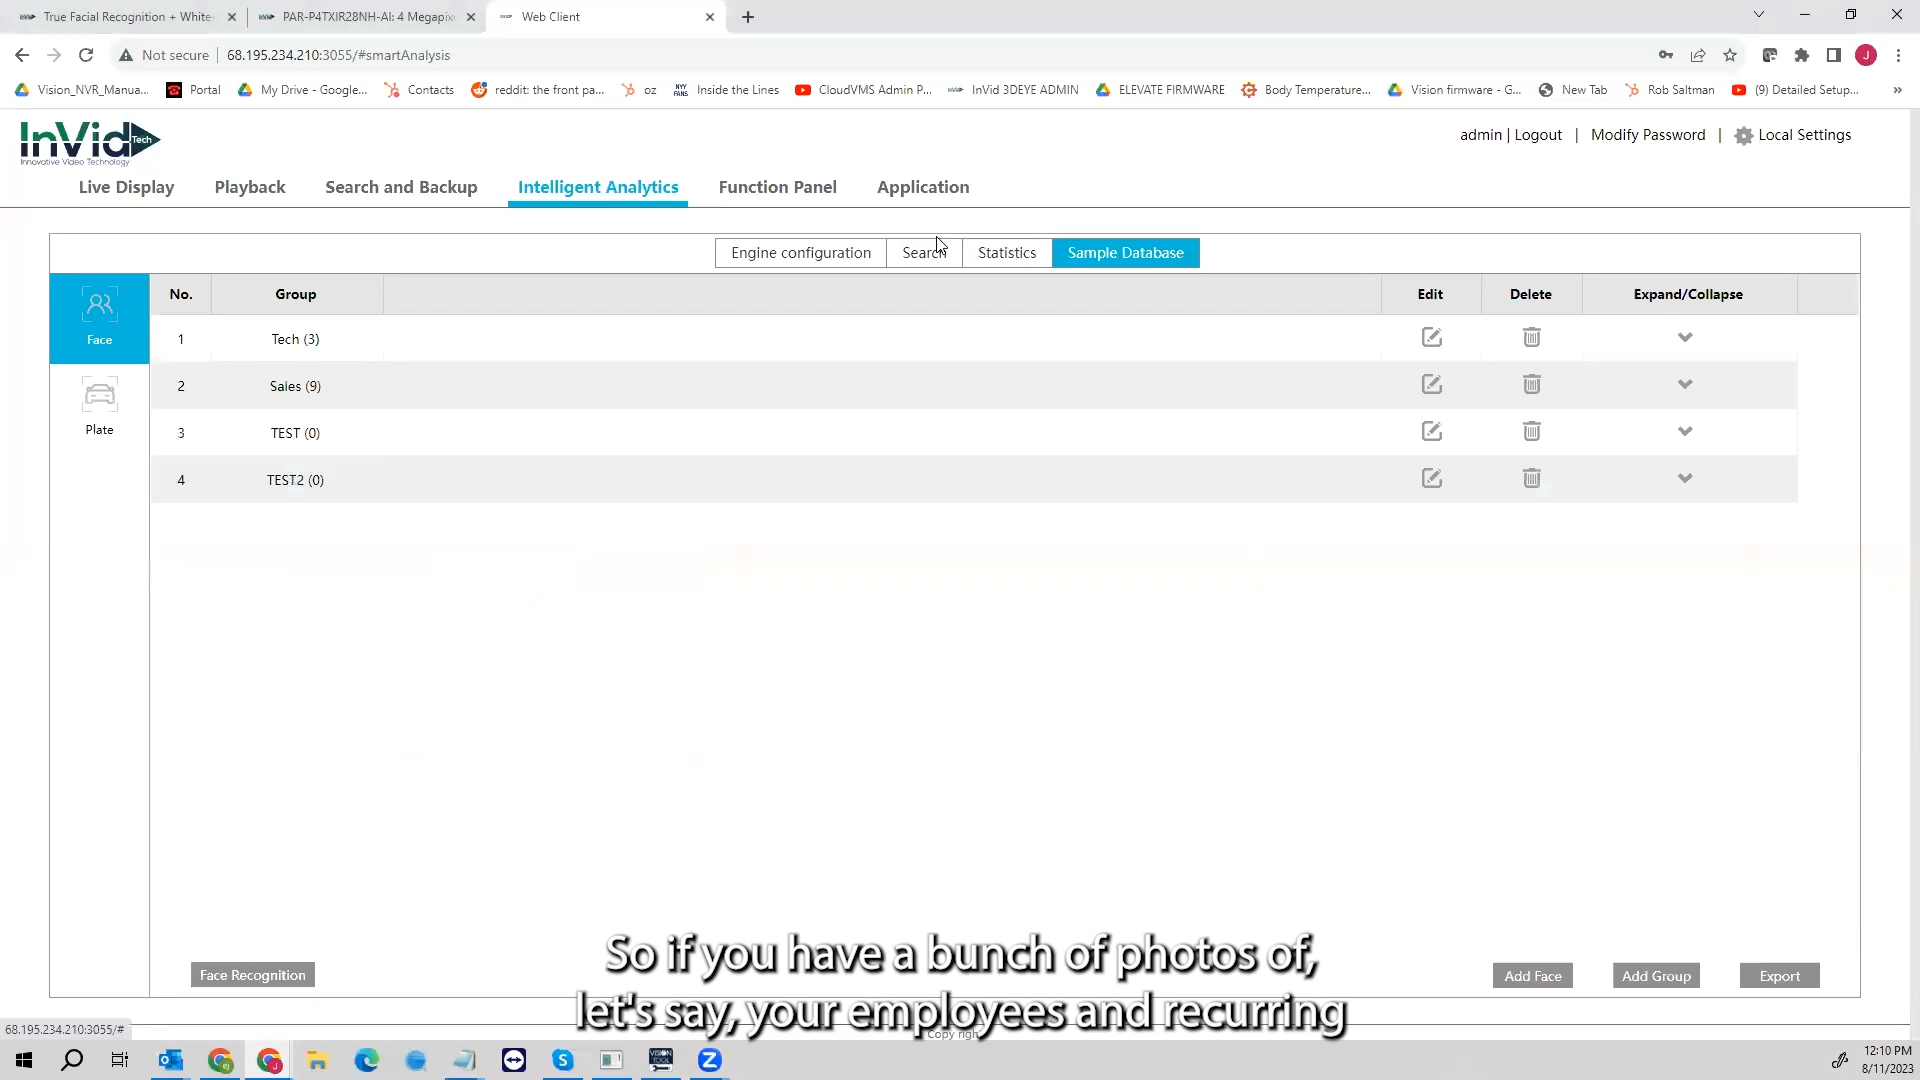 True Facial Recognition + White-
PAR-P4TXIR28NH-AI: 4 Megapix
Web Client
Not secure
68.195.234.210:3055/#smartAnalysis
J
Vision_NVR_Manua...
Portal
My Drive - Google...
Contacts
reddit: the front pa...
oz
NYY FANS
Inside the Lines
CloudVMS Admin P...
InVid 3DEYE ADMIN
ELEVATE FIRMWARE
Body Temperature...
Vision firmware - G...
New Tab
Rob Saltman
(9) Detailed Setup...
»
InVid Tech
Innovative Video Technology
admin | Logout | Modify Password | Local Settings
Live Display
Playback
Search and Backup
Intelligent Analytics
Function Panel
Application
Engine configuration
Search
Statistics
Sample Database
Face
Plate
No. Group Edit Delete Expand/Collapse
1 Tech (3)
2 Sales (9)
3 TEST (0)
4 TEST2 (0)
Face Recognition
Add Face
Add Group
Export
So if you have a bunch of photos of,
let's say, your employees and recurring
68.195.234.210:3055/#
Copy righ
VISION TOOL
12:10 PM
8/11/2023